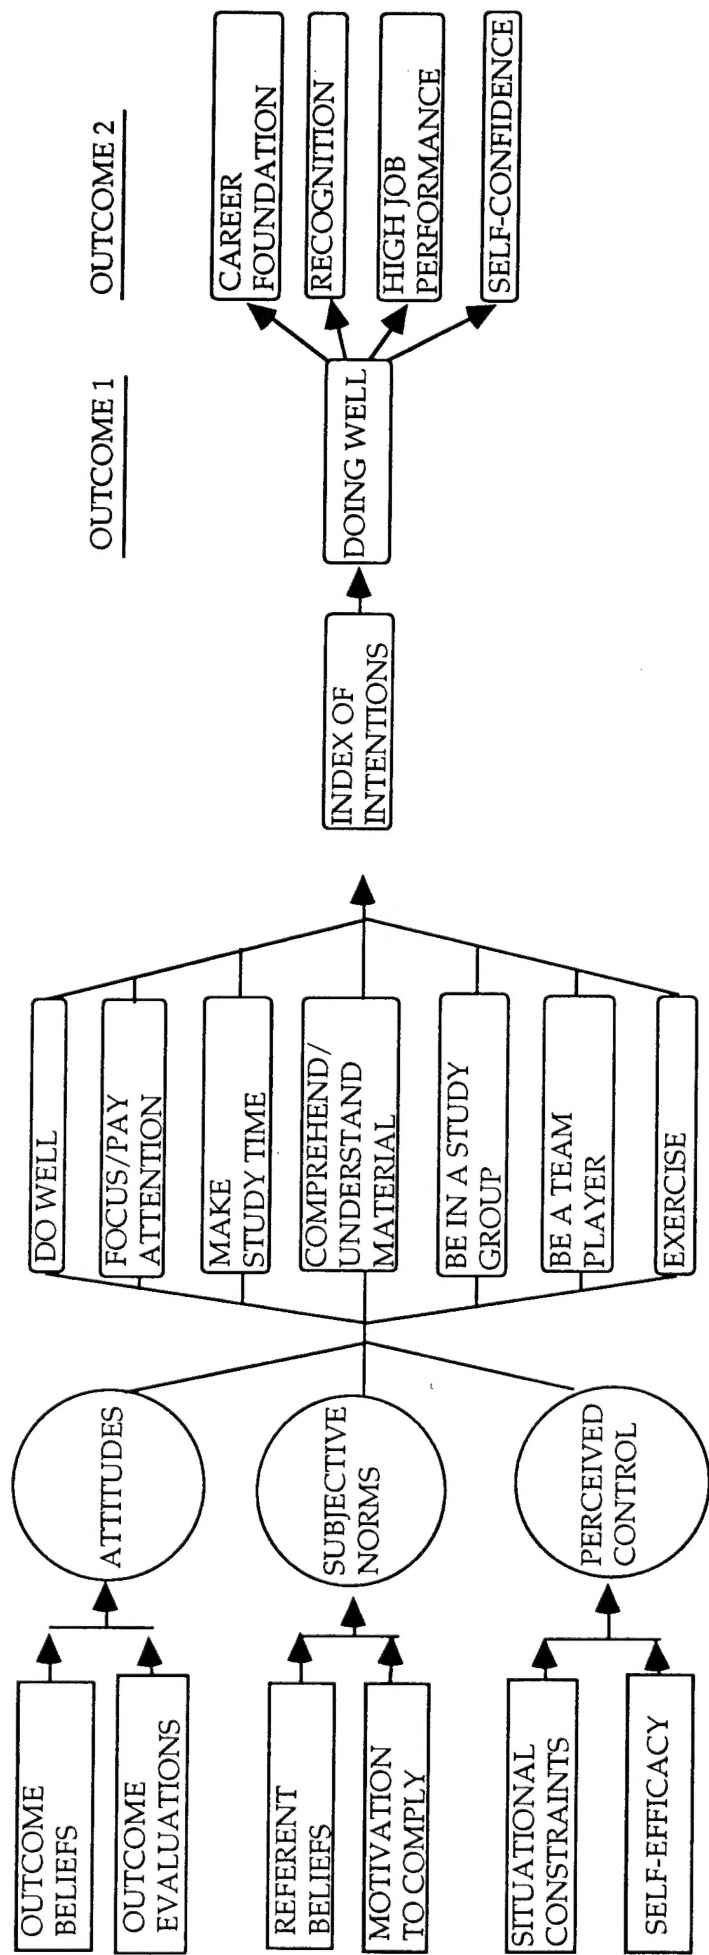 OUTCOME
BELIEFS
OUTCOME
EVALUATIONS
REFERENT
BELIEFS
MOTIVATION
TO COMPLY
SITUATIONAL
CONSTRAINTS
SELF-EFFICACY
ATTITUDES
SUBJECTIVE
NORMS
PERCEIVED
CONTROL
DO WELL
FOCUS/PAY
ATTENTION
MAKE
STUDY TIME
COMPREHEND/
UNDERSTAND
MATERIAL
BE IN A STUDY
GROUP
BE A TEAM
PLAYER
EXERCISE
INDEX OF
INTENTIONS
OUTCOME 1
DOING WELL
OUTCOME 2
CAREER
FOUNDATION
RECOGNITION
HIGH JOB
PERFORMANCE
SELF-CONFIDENCE